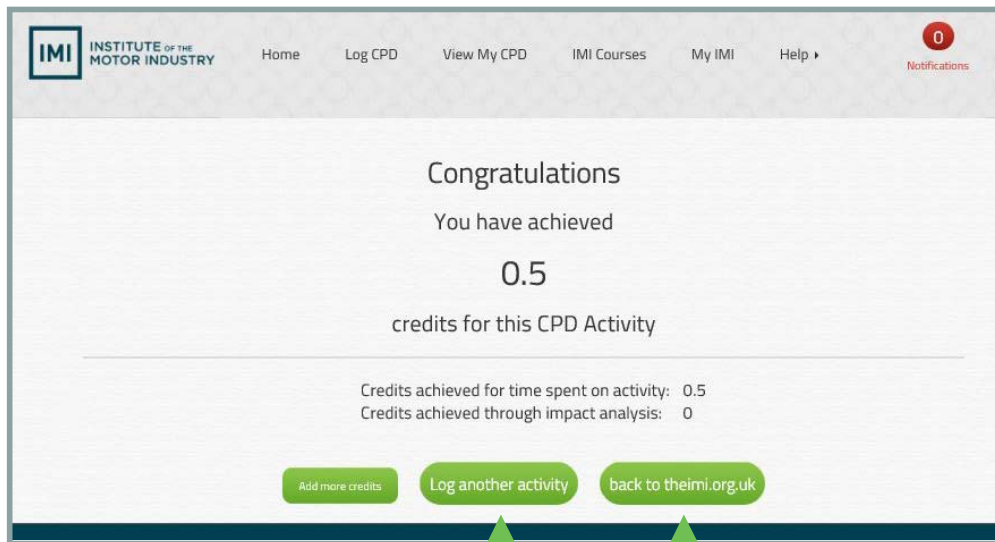 IMI INSTITUTE OF THE MOTOR INDUSTRY
Home Log CPD View My CPD IMI Courses My IMI Help
0
Notifications
Congratulations
You have achieved
0.5
credits for this CPD Activity
Credits achieved for time spent on activity: 0.5
Credits achieved through impact analysis: 0
Add more credits Log another activity back to theimi.org.uk